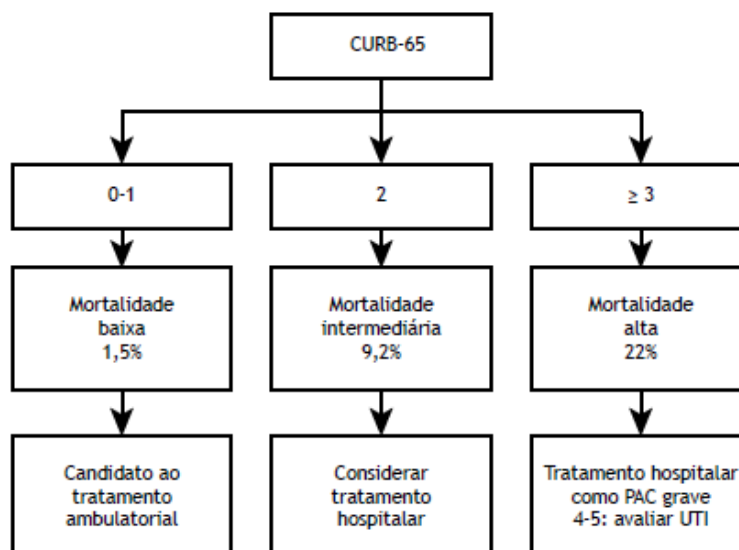 CURB-65
0-1
2
≥ 3
Mortalidade
baixa
1,5%
Mortalidade
intermediária
9,2%
Mortalidade
alta
22%
Candidato ao
tratamento
ambulatorial
Considerar
tratamento
hospitalar
Tratamento hospitalar
como PAC grave
4-5: avaliar UTI